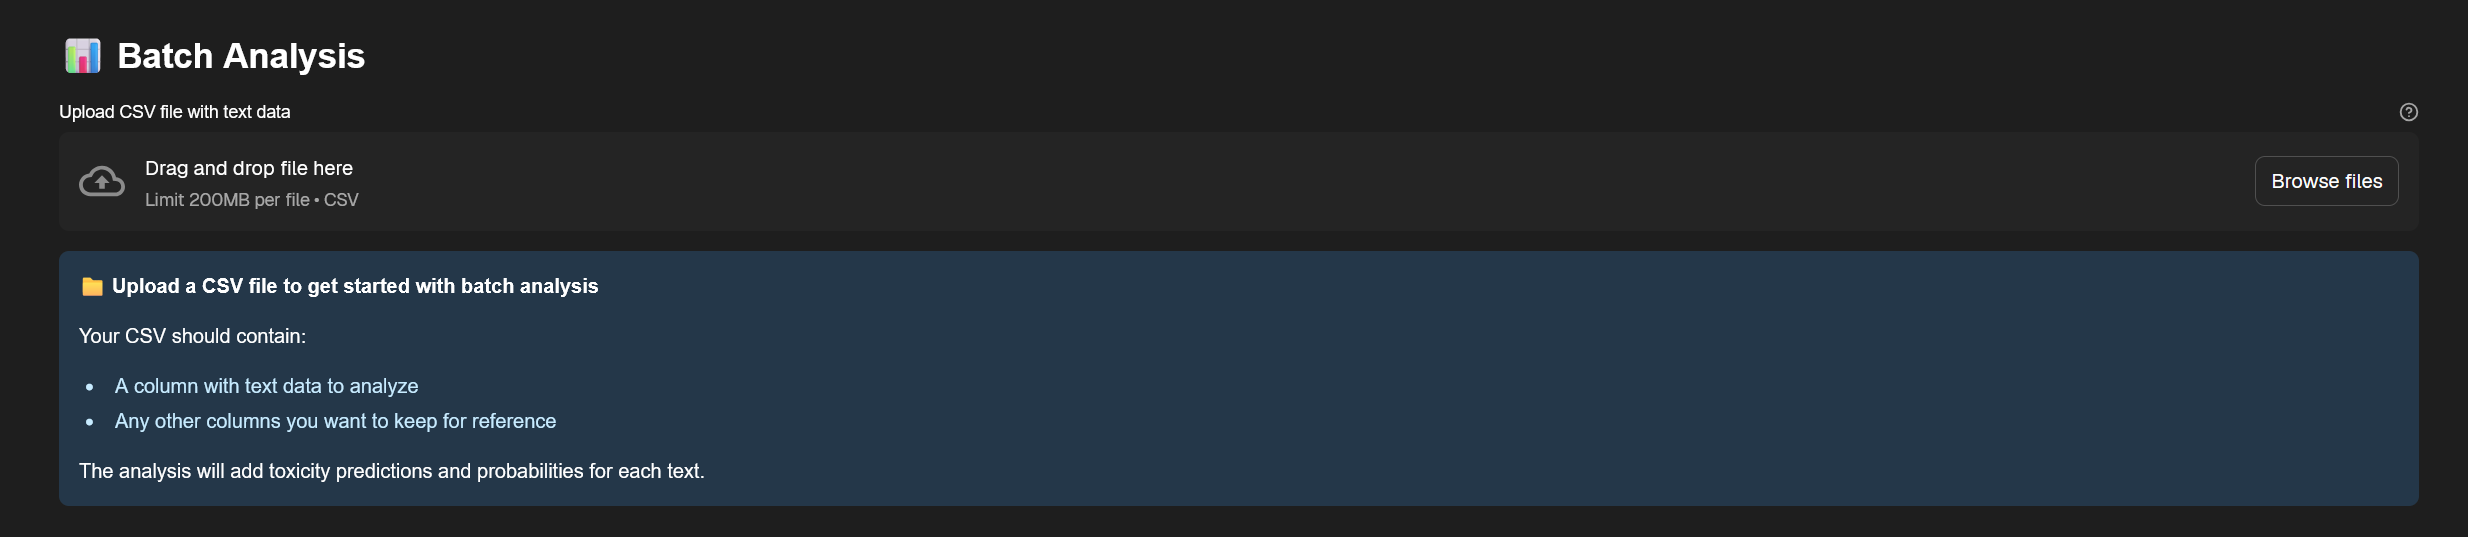 Batch Analysis
Upload CSV file with text data
Drag and drop file here
Limit 200MB per file • CSV
Browse files
Upload a CSV file to get started with batch analysis
Your CSV should contain:
• A column with text data to analyze
• Any other columns you want to keep for reference
The analysis will add toxicity predictions and probabilities for each text.